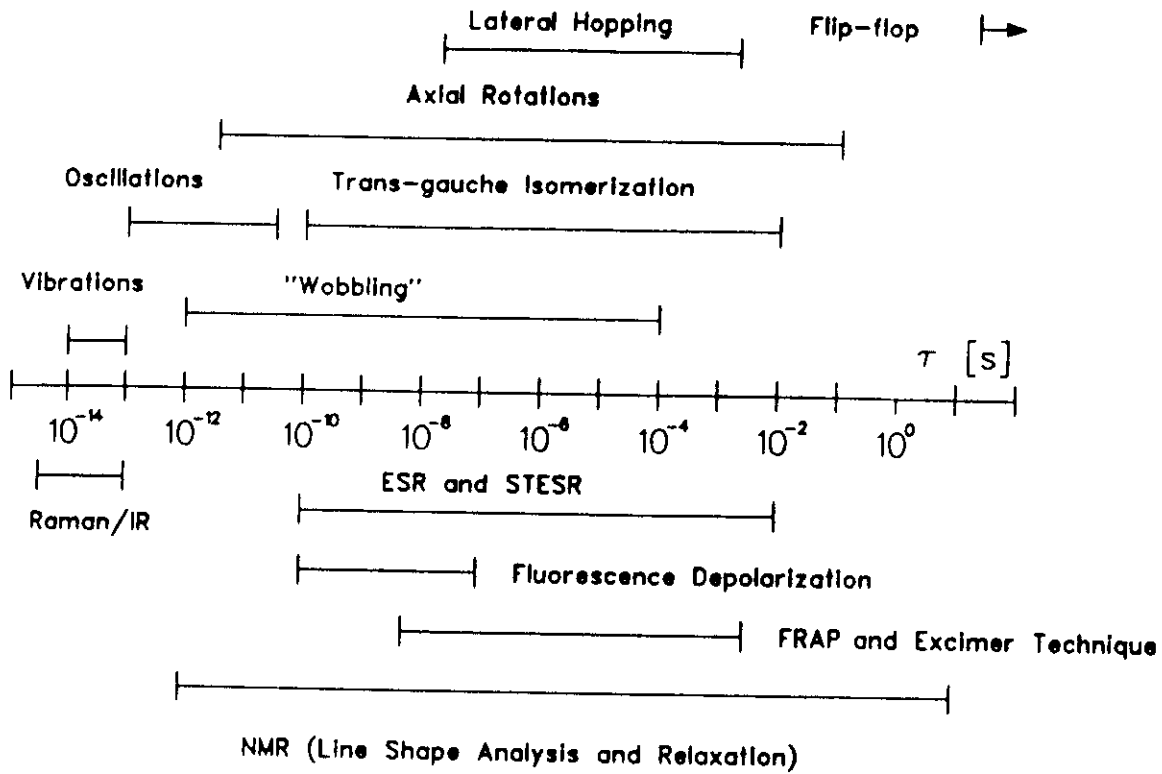 Lateral Hopping Flip-flop
Axial Rotations
Oscillations Trans-gauche Isomerization
Vibrations "Wobbling"
τ [s]
10⁻¹⁴ 10⁻¹² 10⁻¹⁰ 10⁻⁸ 10⁻⁶ 10⁻⁴ 10⁻² 10⁰
ESR and STESR
Raman/IR
Fluorescence Depolarization
FRAP and Excimer Technique
NMR (Line Shape Analysis and Relaxation)